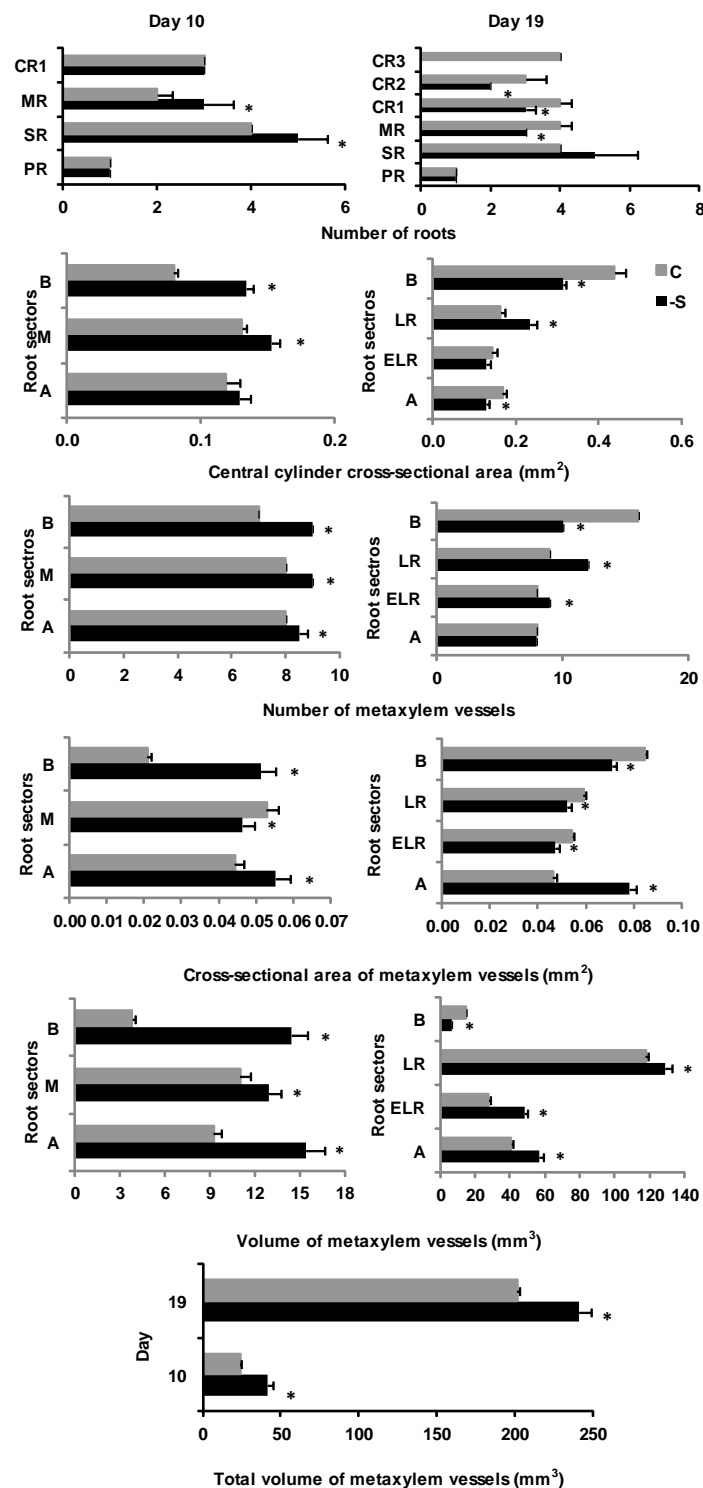 Day 10
Day 19
CR1
MR
*
SR
*
PR
0 2 4 6
CR3
CR2
*
CR1
*
MR
*
SR
PR
0 2 4 6 8
Number of roots
Root sectors
B
*
M
*
A
0.0 0.1 0.2
Root sectros
C
-S
B
*
LR
*
ELR
A
*
0.0 0.2 0.4 0.6
Central cylinder cross-sectional area (mm²)
Root sectros
B
*
M
*
A
*
0 2 4 6 8 10
Root sectros
B
*
LR
*
ELR
*
A
0 10 20
Number of metaxylem vessels
Root sectors
B
*
M
*
A
*
0.00 0.01 0.02 0.03 0.04 0.05 0.06 0.07
Root sectors
B
*
LR
*
ELR
*
A
*
0.00 0.02 0.04 0.06 0.08 0.10
Cross-sectional area of metaxylem vessels (mm²)
Root sectors
B
*
M
*
A
*
0 3 6 9 12 15 18
Root sectors
B
*
LR
*
ELR
*
A
*
0 20 40 60 80 100 120 140
Volume of metaxylem vessels (mm³)
Day
19
*
10
*
0 50 100 150 200 250
Total volume of metaxylem vessels (mm³)